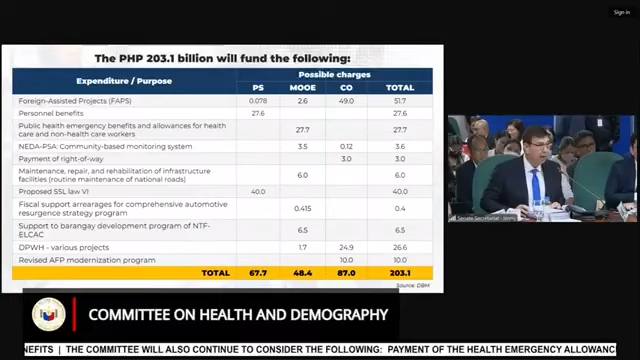 Sign in
The PHP 203.1 billion will fund the following:
Expenditure / Purpose
Possible charges
PS MOOE CO TOTAL
Foreign-Assisted Projects (FAPS) 0.078 2.6 49.0 51.7
Personnel benefits 27.6 27.6
Public health emergency benefits and allowances for health
care and non-health care workers 27.7 27.7
NEDA-PSA: Community-based monitoring system 3.5 0.12 3.6
Payment of right-of-way 3.0 3.0
Maintenance, repair, and rehabilitation of infrastructure
facilities (routine maintenance of national roads) 6.0 6.0
Proposed SSL law VI 40.0 40.0
Fiscal support arrearages for comprehensive automotive
resurgence strategy program 0.415 0.4
Support to barangay development program of NTF-
ELCAC 6.5 6.5
DPWH - various projects 1.7 24.9 26.6
Revised AFP modernization program 10.0 10.0
TOTAL 67.7 48.4 87.0 203.1
Source: DBM
Senate Secretariat -
COMMITTEE ON HEALTH AND DEMOGRAPHY
ENEFITS | THE COMMITTEE WILL ALSO CONTINUE TO CONSIDER THE FOLLOWING: PAYMENT OF THE HEALTH EMERGENCY ALLOWANC